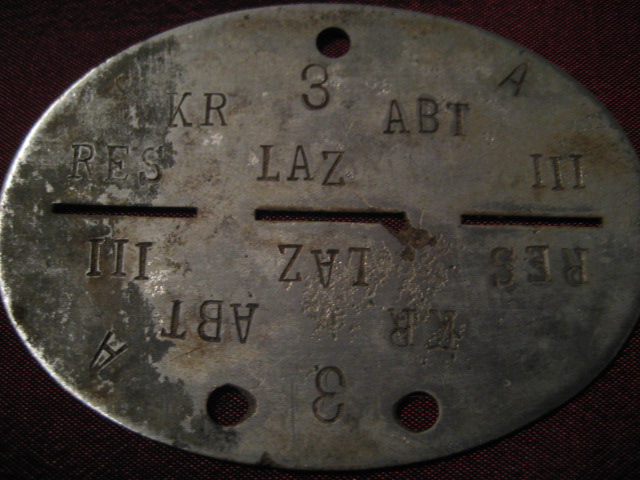 3 A
KR ABT
RES LAZ III
RES LAZ III
KR ABT
3 A